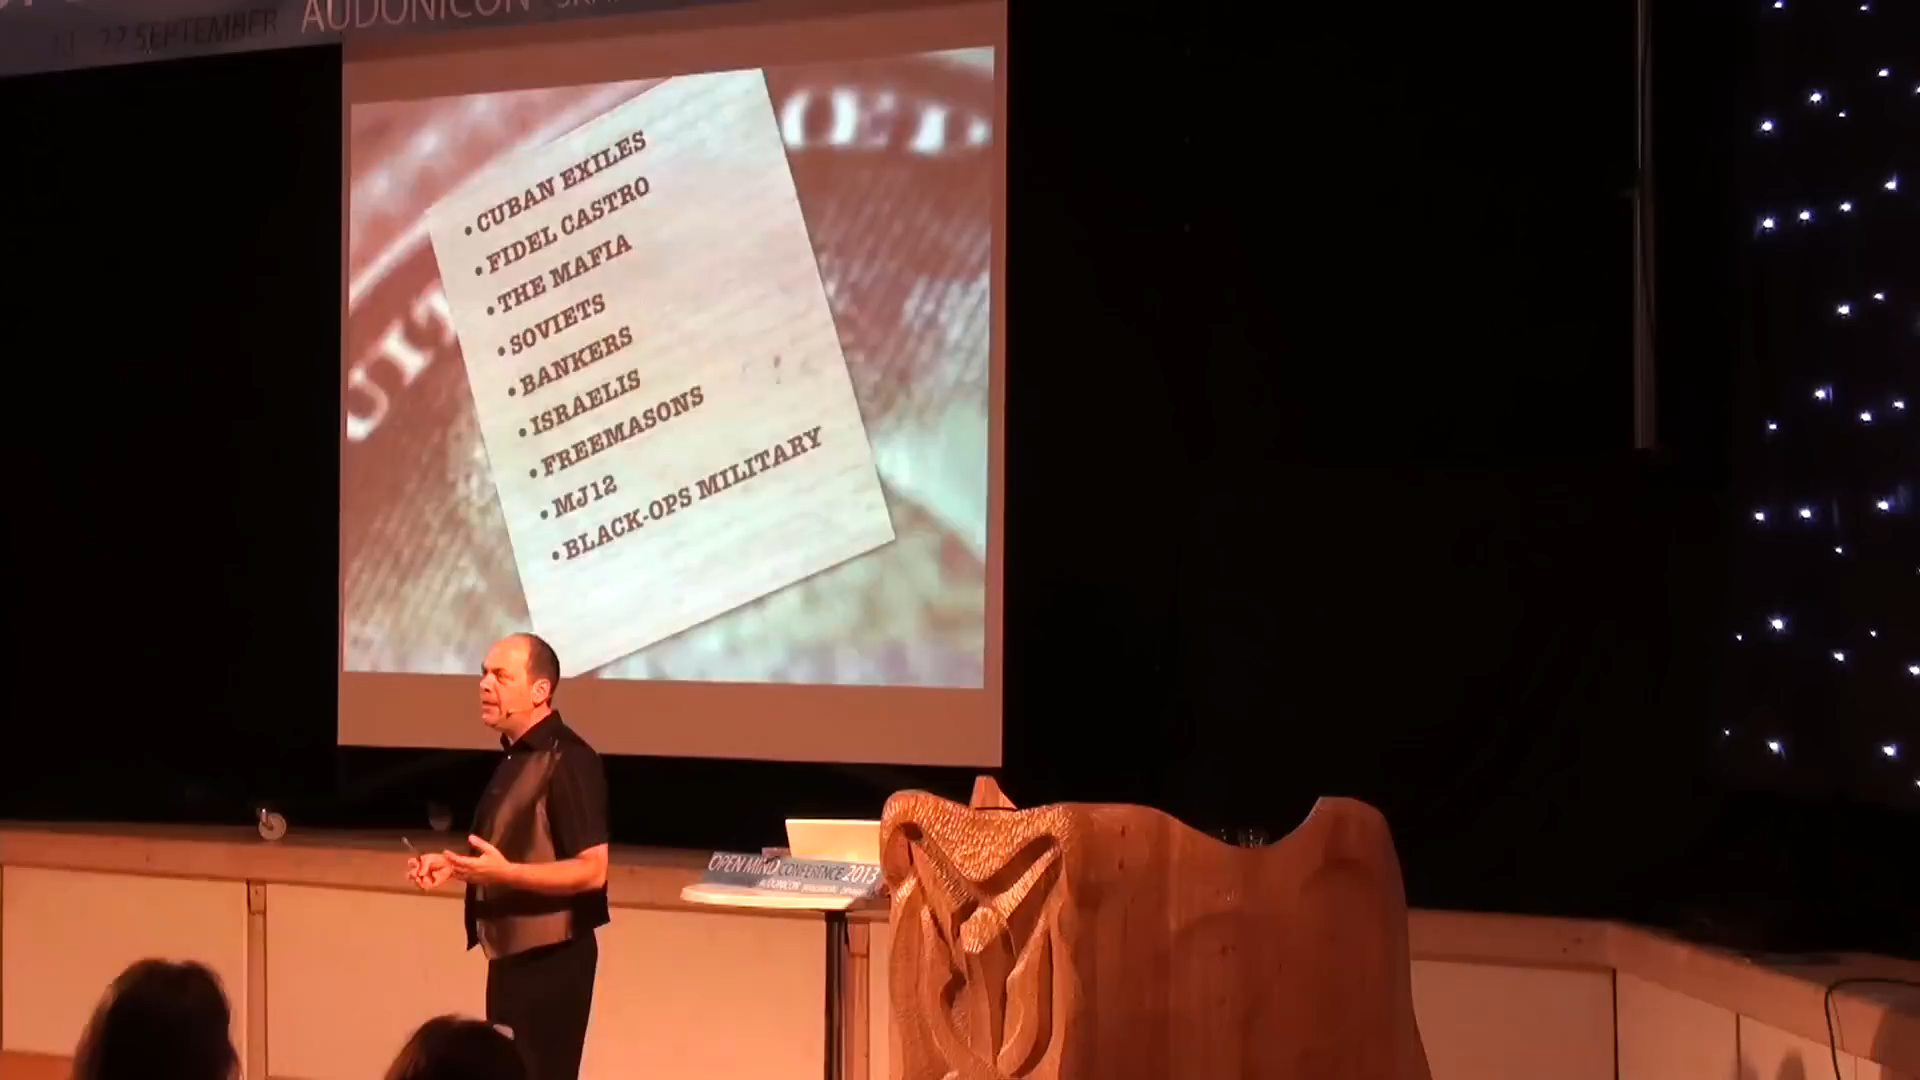 22 SEPTEMBER AUDONICON
• CUBAN EXILES
• FIDEL CASTRO
• THE MAFIA
• SOVIETS
• BANKERS
• ISRAELIS
• FREEMASONS
• MJ12
• BLACK-OPS MILITARY
OPEN MIND CONFERENCE 2013
AUDONICON